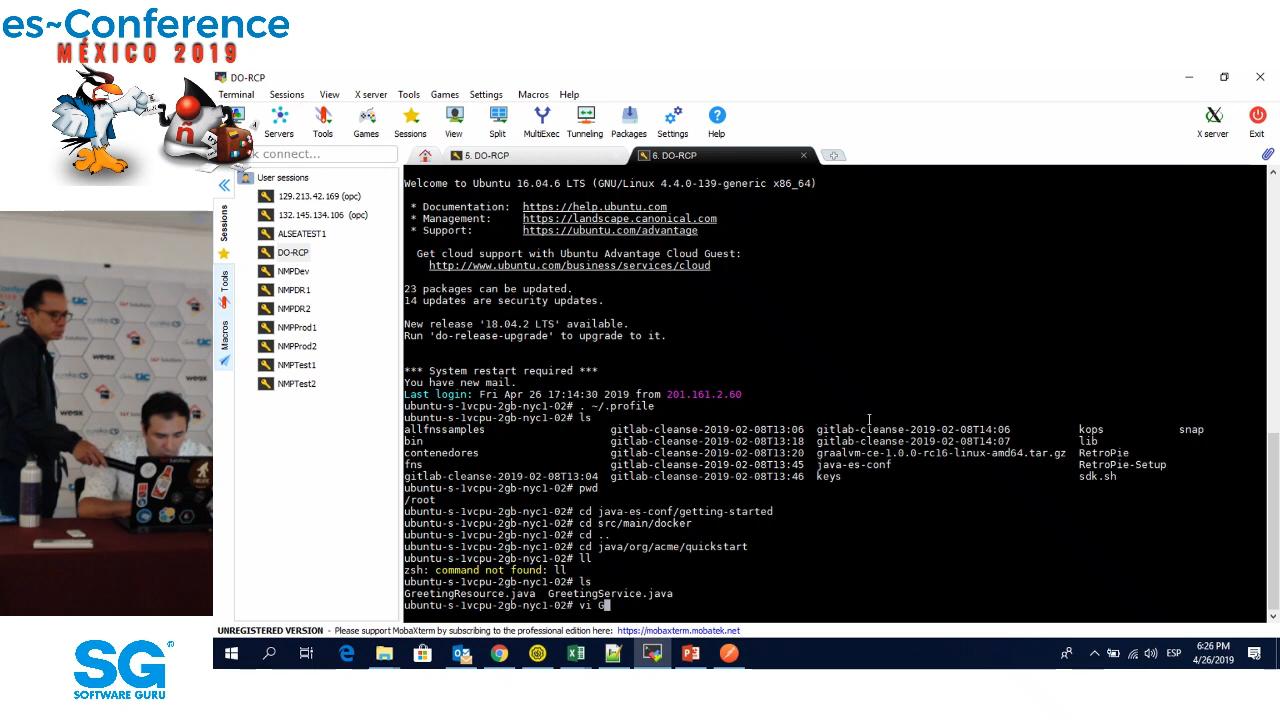 es~Conference
MÉXICO 2019
ñ
DO-RCP
Terminal Sessions View X server Tools Games Settings Macros Help
Servers Tools Games Sessions View Split MultiExec Tunneling Packages Settings Help X server Exit
k connect...
5. DO-RCP
6. DO-RCP
Sessions
Tools
Macros
User sessions
129.213.42.169 (opc)
132.145.134.106 (opc)
ALSEATEST1
DO-RCP
NMPDev
NMPDR1
NMPDR2
NMPProd1
NMPProd2
NMPTest1
NMPTest2
Welcome to Ubuntu 16.04.6 LTS (GNU/Linux 4.4.0-139-generic x86_64)
* Documentation: https://help.ubuntu.com
* Management: https://landscape.canonical.com
* Support: https://ubuntu.com/advantage
Get cloud support with Ubuntu Advantage Cloud Guest:
http://www.ubuntu.com/business/services/cloud
23 packages can be updated.
14 updates are security updates.
New release '18.04.2 LTS' available.
Run 'do-release-upgrade' to upgrade to it.
*** System restart required ***
You have new mail.
Last login: Fri Apr 26 17:14:30 2019 from 201.161.2.60
ubuntu-s-1vcpu-2gb-nyc1-02# . ~/.profile
ubuntu-s-1vcpu-2gb-nyc1-02# ls
allfnssamples gitlab-cleanse-2019-02-08T13:06 gitlab-cleanse-2019-02-08T14:06 kops snap
bin gitlab-cleanse-2019-02-08T13:18 gitlab-cleanse-2019-02-08T14:07 lib
contenedores gitlab-cleanse-2019-02-08T13:20 graalvm-ce-1.0.0-rc16-linux-amd64.tar.gz RetroPie
fns gitlab-cleanse-2019-02-08T13:45 java-es-conf RetroPie-Setup
gitlab-cleanse-2019-02-08T13:04 gitlab-cleanse-2019-02-08T13:46 keys sdk.sh
ubuntu-s-1vcpu-2gb-nyc1-02# pwd
/root
ubuntu-s-1vcpu-2gb-nyc1-02# cd java-es-conf/getting-started
ubuntu-s-1vcpu-2gb-nyc1-02# cd src/main/docker
ubuntu-s-1vcpu-2gb-nyc1-02# cd ..
ubuntu-s-1vcpu-2gb-nyc1-02# cd java/org/acme/quickstart
ubuntu-s-1vcpu-2gb-nyc1-02# ll
zsh: command not found: ll
ubuntu-s-1vcpu-2gb-nyc1-02# ls
GreetingResource.java GreetingService.java
ubuntu-s-1vcpu-2gb-nyc1-02# vi G
UNREGISTERED VERSION - Please support MobaXterm by subscribing to the professional edition here: https://mobaxterm.mobatek.net
ESP
6:26 PM
4/26/2019
SG
SOFTWARE GURU